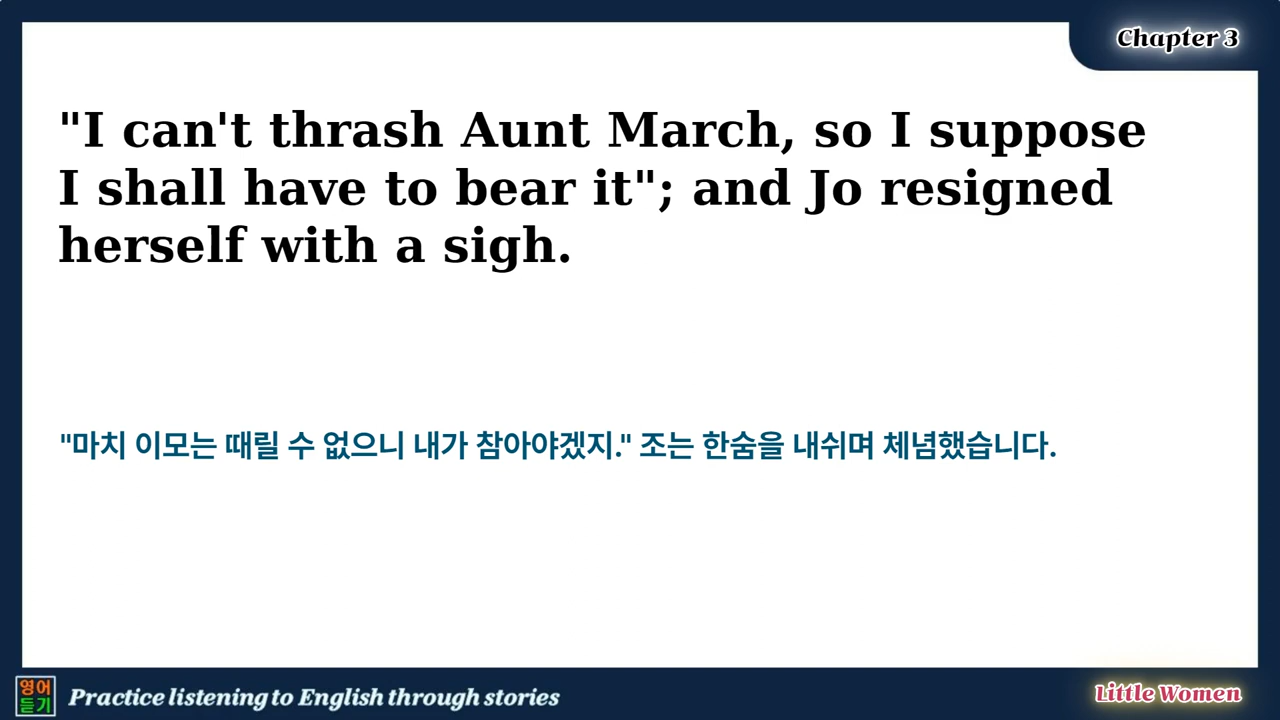 Chapter 3
"I can't thrash Aunt March, so I suppose
I shall have to bear it"; and Jo resigned
herself with a sigh.
"마치 이모는 때릴 수 없으니 내가 참아야겠지." 조는 한숨을 내쉬며 체념했습니다.
영어
듣기
Practice listening to English through stories
Little Women